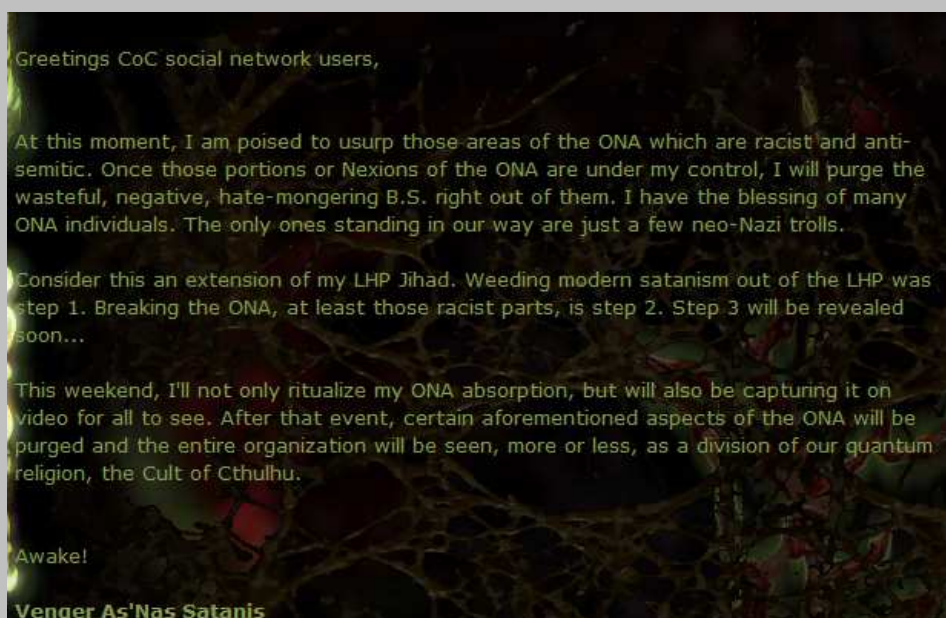 Greetings CoC social network users,
At this moment, I am poised to usurp those areas of the ONA which are racist and anti-
semitic. Once those portions or Nexions of the ONA are under my control, I will purge the
wasteful, negative, hate-mongering B.S. right out of them. I have the blessing of many
ONA individuals. The only ones standing in our way are just a few neo-Nazi trolls.
Consider this an extension of my LHP Jihad. Weeding modern satanism out of the LHP was
step 1. Breaking the ONA, at least those racist parts, is step 2. Step 3 will be revealed
soon...
This weekend, I'll not only ritualize my ONA absorption, but will also be capturing it on
video for all to see. After that event, certain aforementioned aspects of the ONA will be
purged and the entire organization will be seen, more or less, as a division of our quantum
religion, the Cult of Cthulhu.
Awake!
Venger As'Nas Satanis